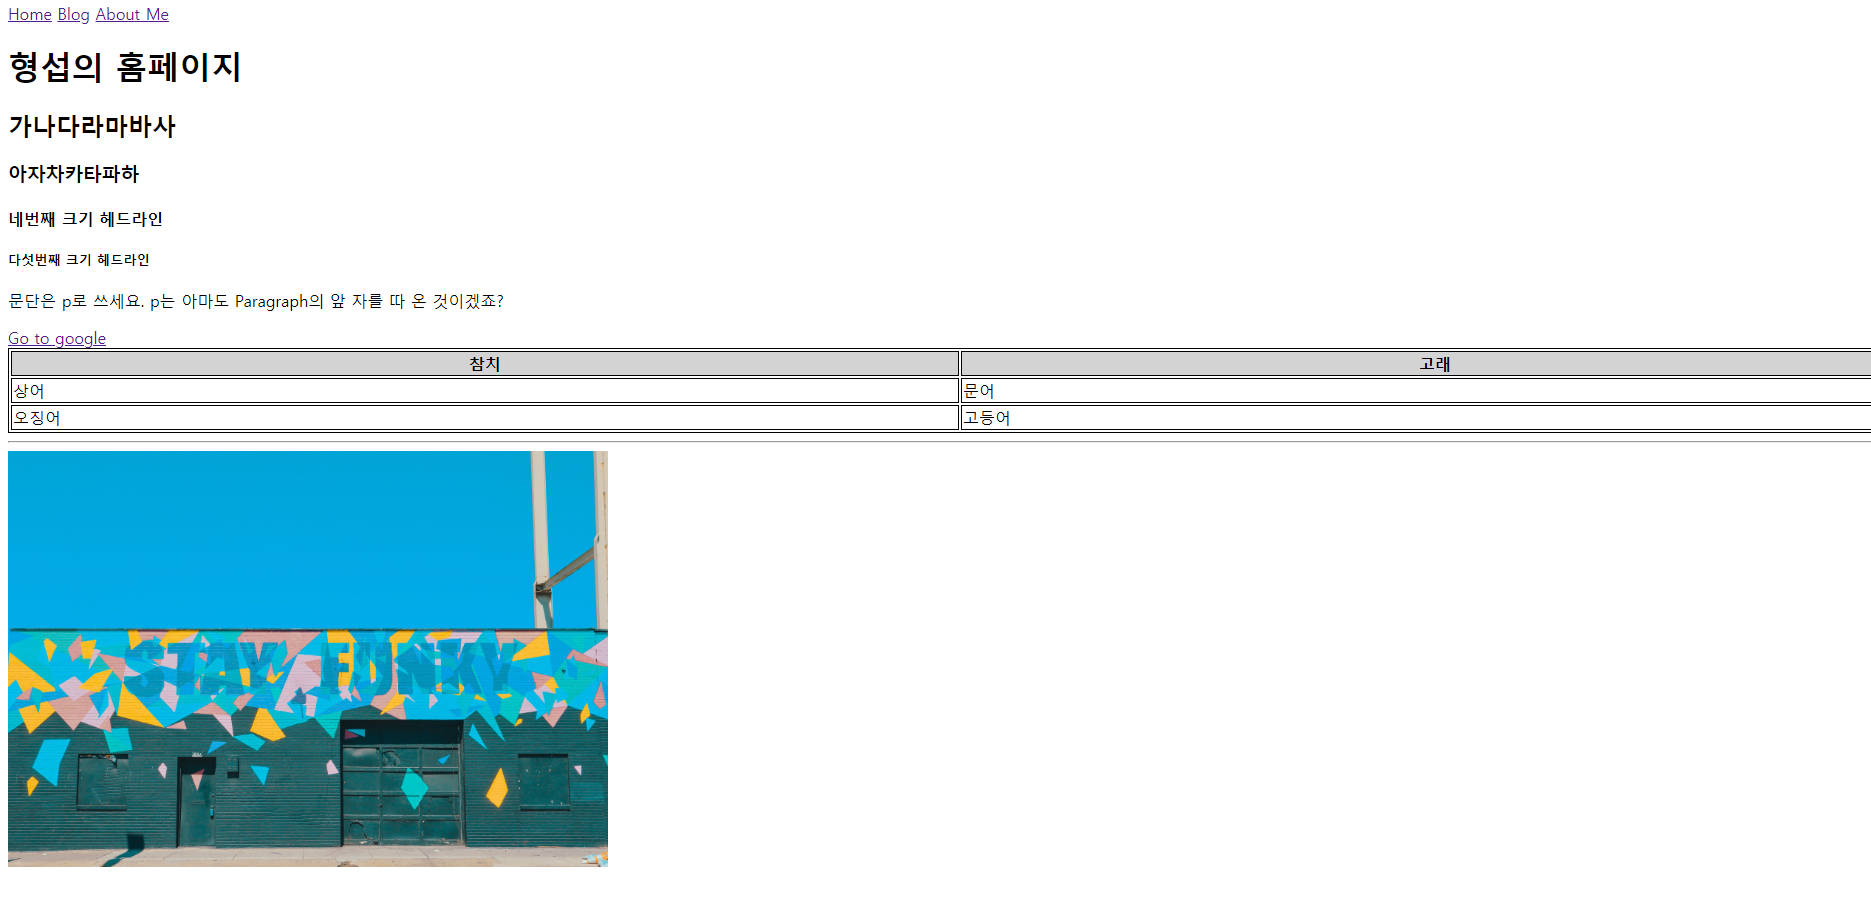 Home Blog About Me
형섭의 홈페이지
가나다라마바사
아자차카타파하
네번째 크기 헤드라인
다섯번째 크기 헤드라인
문단은 p로 쓰세요. p는 아마도 Paragraph의 앞 자를 따 온 것이겠죠?
Go to google
참치 고래
상어 문어
오징어 고등어
STAY FUNKY